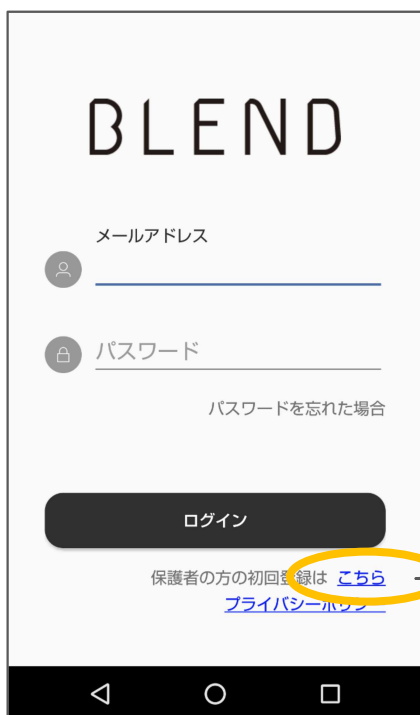 BLEND
メールアドレス
パスワード
パスワードを忘れた場合
ログイン
保護者の方の初回登録は こちら
プライバシーポリシー